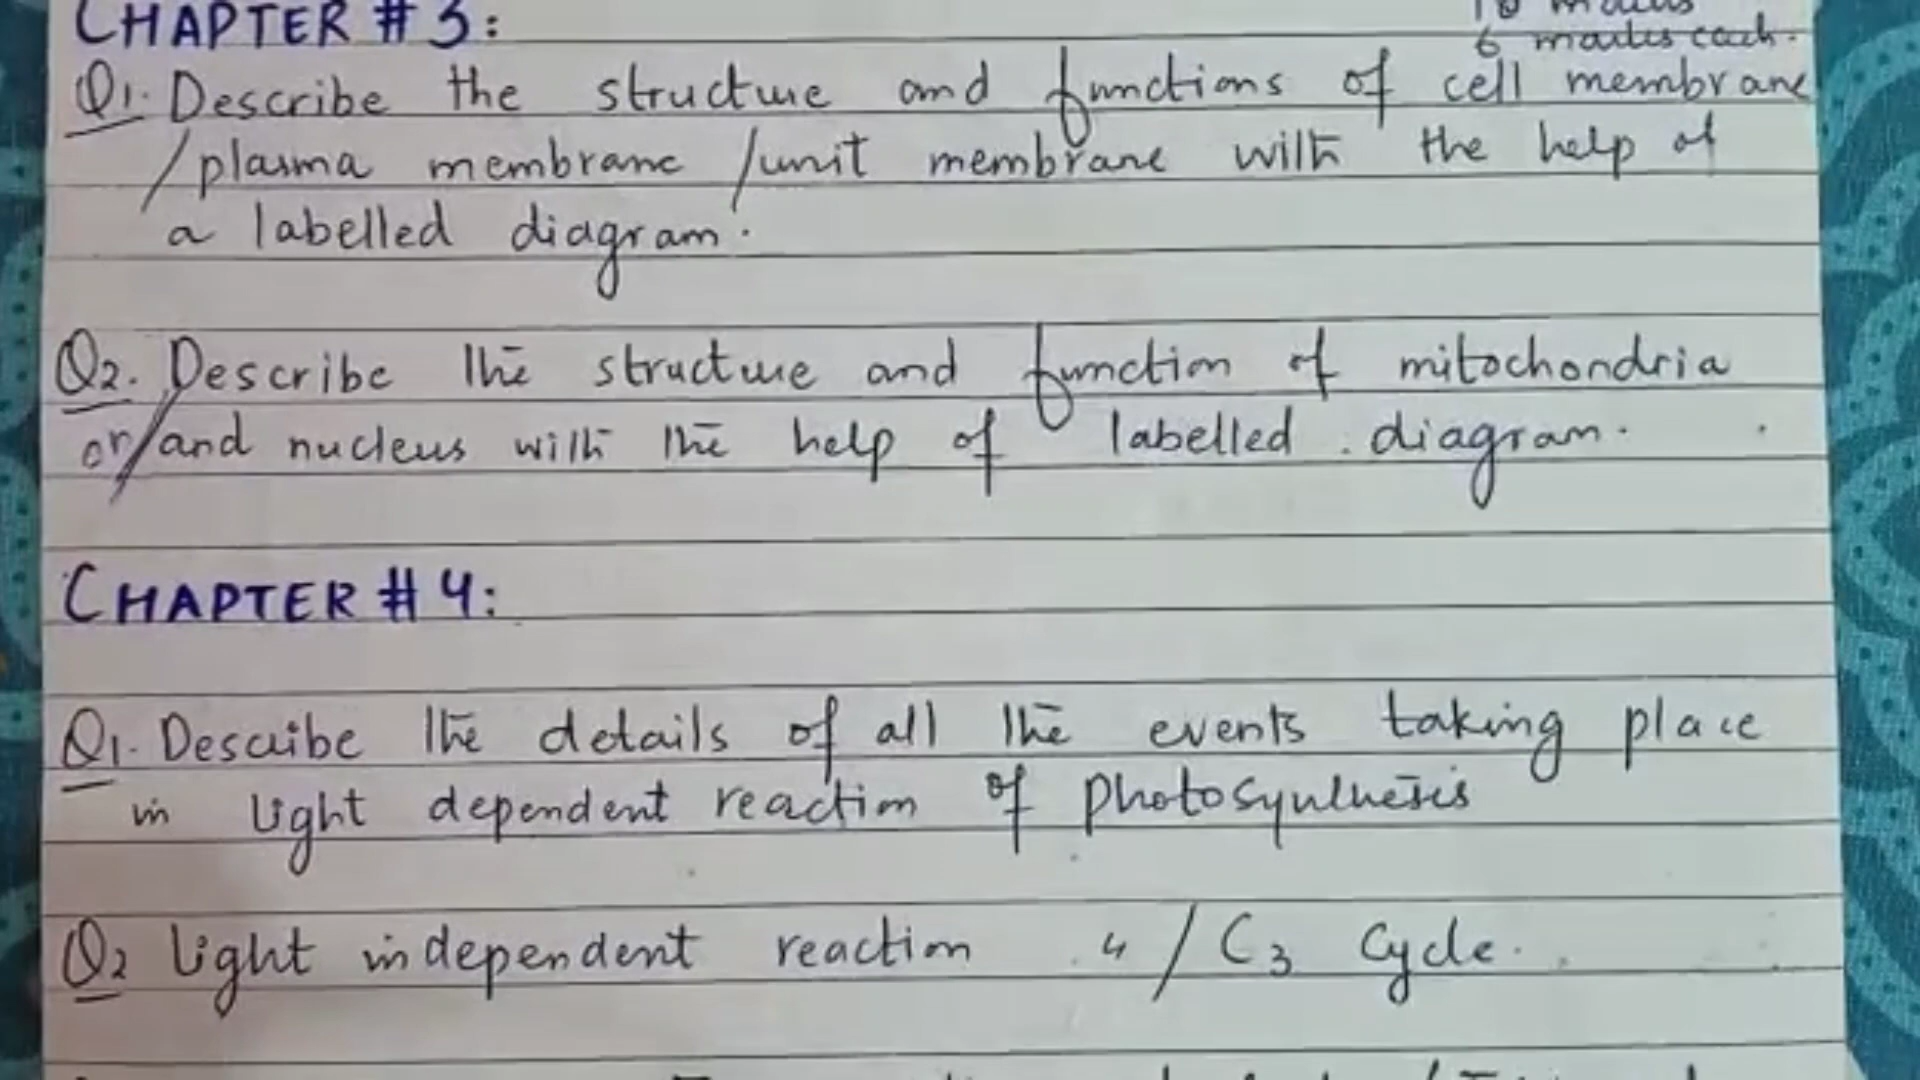 CHAPTER # 3:
6 marks each.
Q1. Describe the structure and functions of cell membrane
/plasma membrane /unit membrane with the help of
a labelled diagram.
Q2. Describe the structure and function of mitochondria
or/and nucleus with the help of labelled diagram.
CHAPTER # 4:
Q1. Describe the details of all the events taking place
in light dependent reaction of photosynthesis
Q2 Light independent reaction " / C3 Cycle.